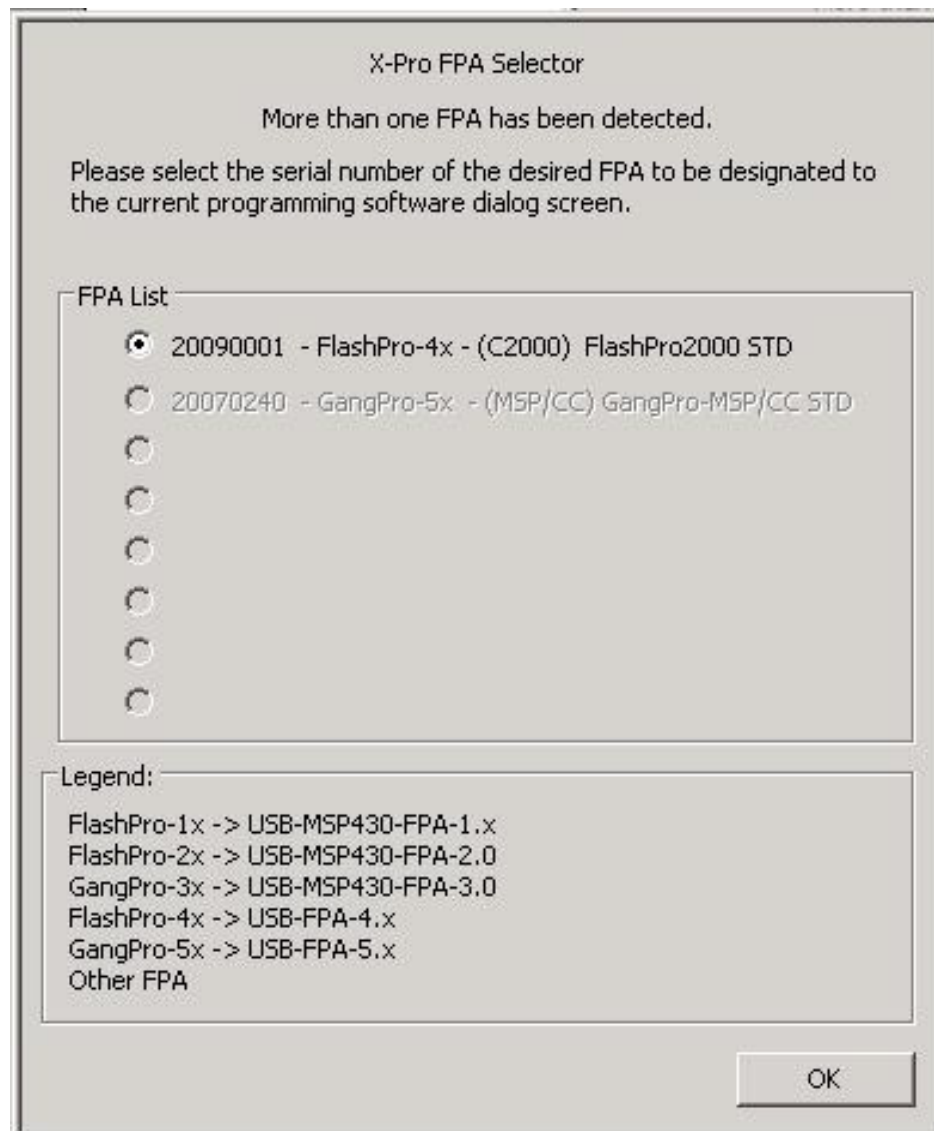 X-Pro FPA Selector
More than one FPA has been detected.
Please select the serial number of the desired FPA to be designated to
the current programming software dialog screen.
FPA List
20090001 - FlashPro-4x - (C2000) FlashPro2000 STD
20070240 - GangPro-5x - (MSP/CC) GangPro-MSP/CC STD
Legend:
FlashPro-1x -> USB-MSP430-FPA-1.x
FlashPro-2x -> USB-MSP430-FPA-2.0
GangPro-3x -> USB-MSP430-FPA-3.0
FlashPro-4x -> USB-FPA-4.x
GangPro-5x -> USB-FPA-5.x
Other FPA
OK